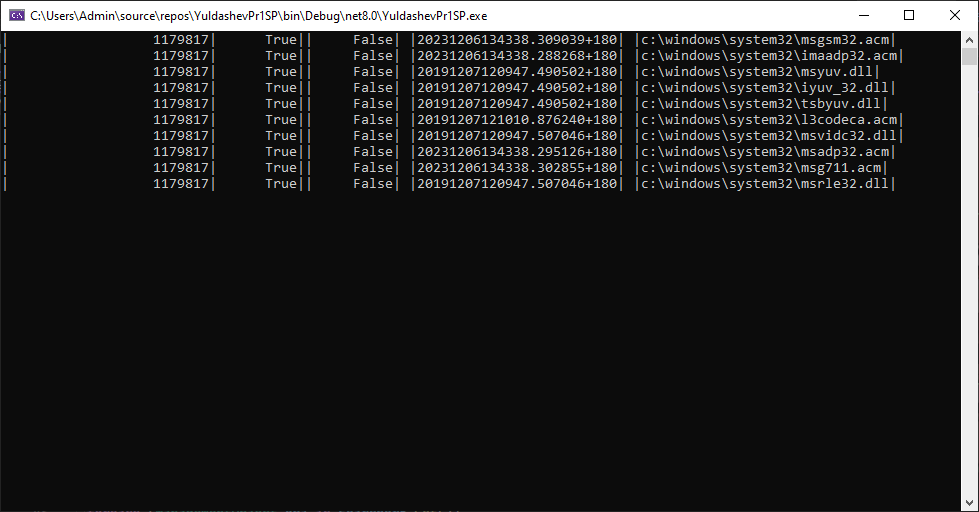 C:\Users\Admin\source\repos\YuldashevPr1SP\bin\Debug\net8.0\YuldashevPr1SP.exe
| 1179817| True|| False| |20231206134338.309039+180| |c:\windows\system32\msgsm32.acm|
| 1179817| True|| False| |20231206134338.288268+180| |c:\windows\system32\imaadp32.acm|
| 1179817| True|| False| |20191207120947.490502+180| |c:\windows\system32\msyuv.dll|
| 1179817| True|| False| |20191207120947.490502+180| |c:\windows\system32\iyuv_32.dll|
| 1179817| True|| False| |20191207120947.490502+180| |c:\windows\system32\tsbyuv.dll|
| 1179817| True|| False| |20191207121010.876240+180| |c:\windows\system32\l3codeca.acm|
| 1179817| True|| False| |20191207120947.507046+180| |c:\windows\system32\msvidc32.dll|
| 1179817| True|| False| |20231206134338.295126+180| |c:\windows\system32\msadp32.acm|
| 1179817| True|| False| |20231206134338.302855+180| |c:\windows\system32\msg711.acm|
| 1179817| True|| False| |20191207120947.507046+180| |c:\windows\system32\msrle32.dll|